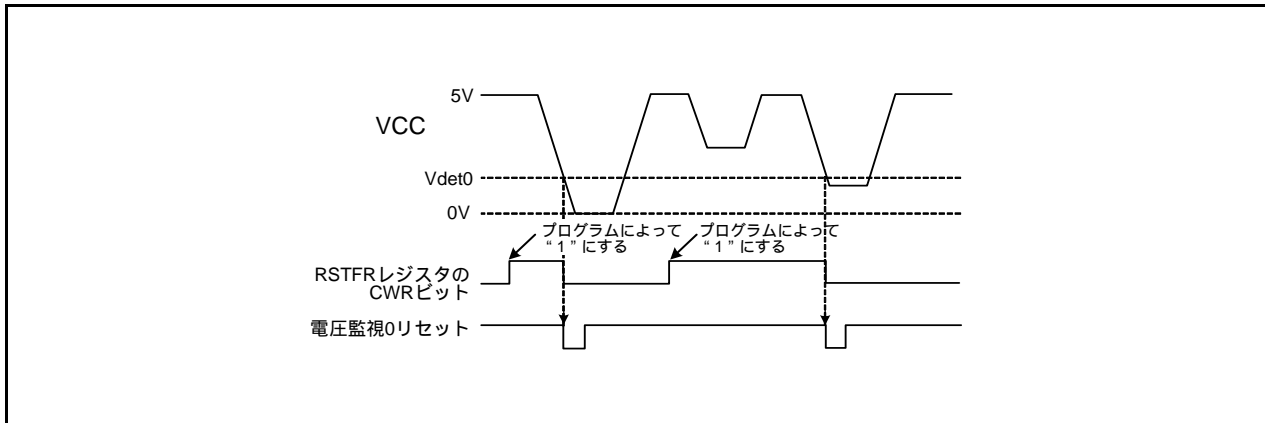 5V
VCC
Vdet0
0V
プログラムによって
“ 1 ” にする
プログラムによって
“ 1 ” にする
RSTFRレジスタの
CWRビット
電圧監視0リセット